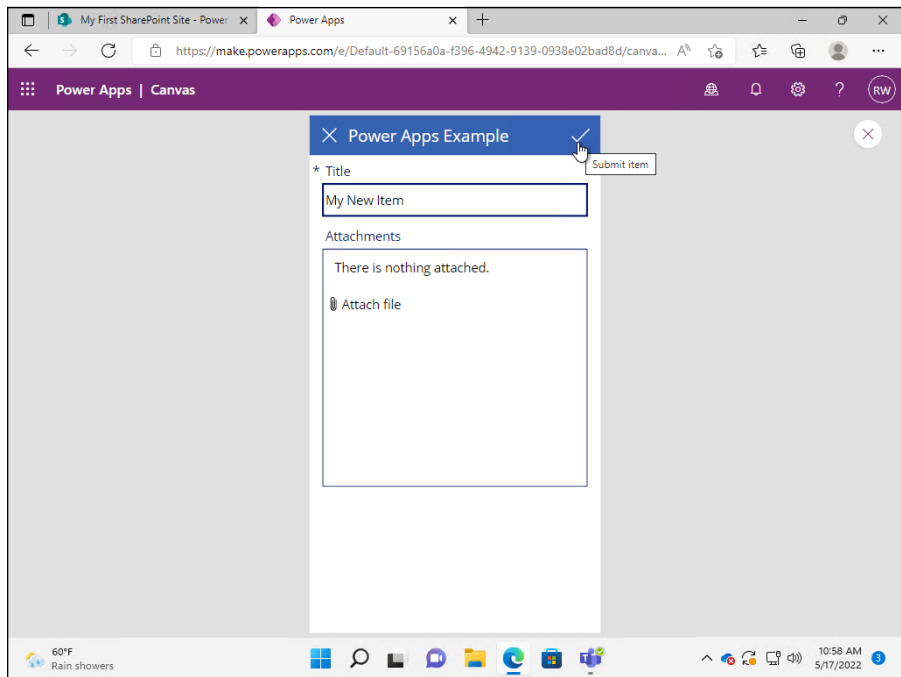 My First SharePoint Site - Power
Power Apps
https://make.powerapps.com/e/Default-69156a0a-f396-4942-9139-0938e02bad8d/canva...
Power Apps | Canvas
RW
Power Apps Example
Submit item
* Title
My New Item
Attachments
There is nothing attached.
Attach file
60°F
Rain showers
10:58 AM
5/17/2022
3